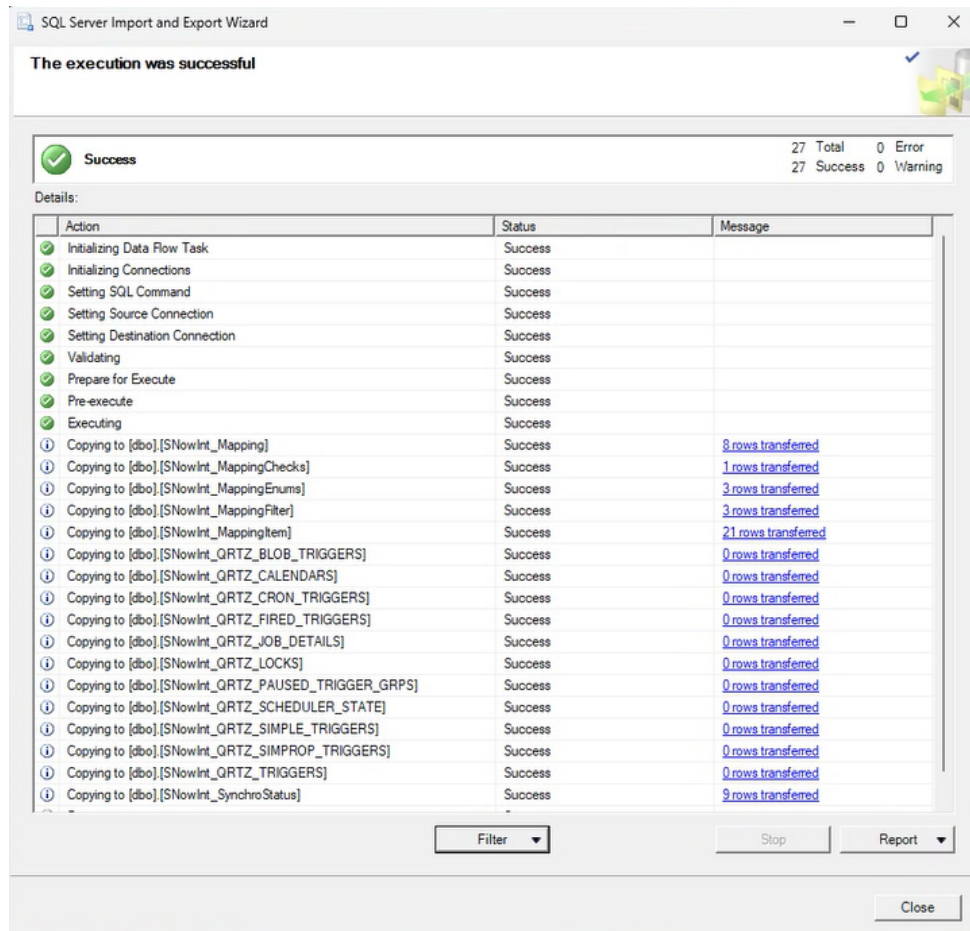 SQL Server Import and Export Wizard
The execution was successful
Success
27 Total 0 Error
27 Success 0 Warning
Details:
Action Status Message
Initializing Data Flow Task Success
Initializing Connections Success
Setting SQL Command Success
Setting Source Connection Success
Setting Destination Connection Success
Validating Success
Prepare for Execute Success
Pre-execute Success
Executing Success
Copying to [dbo].[SNowInt_Mapping] Success 8 rows transferred
Copying to [dbo].[SNowInt_MappingChecks] Success 1 rows transferred
Copying to [dbo].[SNowInt_MappingEnums] Success 3 rows transferred
Copying to [dbo].[SNowInt_MappingFilter] Success 3 rows transferred
Copying to [dbo].[SNowInt_MappingItem] Success 21 rows transferred
Copying to [dbo].[SNowInt_QRTZ_BLOB_TRIGGERS] Success 0 rows transferred
Copying to [dbo].[SNowInt_QRTZ_CALENDARS] Success 0 rows transferred
Copying to [dbo].[SNowInt_QRTZ_CRON_TRIGGERS] Success 0 rows transferred
Copying to [dbo].[SNowInt_QRTZ_FIRED_TRIGGERS] Success 0 rows transferred
Copying to [dbo].[SNowInt_QRTZ_JOB_DETAILS] Success 0 rows transferred
Copying to [dbo].[SNowInt_QRTZ_LOCKS] Success 0 rows transferred
Copying to [dbo].[SNowInt_QRTZ_PAUSED_TRIGGER_GRPS] Success 0 rows transferred
Copying to [dbo].[SNowInt_QRTZ_SCHEDULER_STATE] Success 0 rows transferred
Copying to [dbo].[SNowInt_QRTZ_SIMPLE_TRIGGERS] Success 0 rows transferred
Copying to [dbo].[SNowInt_QRTZ_SIMPROP_TRIGGERS] Success 0 rows transferred
Copying to [dbo].[SNowInt_QRTZ_TRIGGERS] Success 0 rows transferred
Copying to [dbo].[SNowInt_SynchroStatus] Success 9 rows transferred
Filter Stop Report
Close